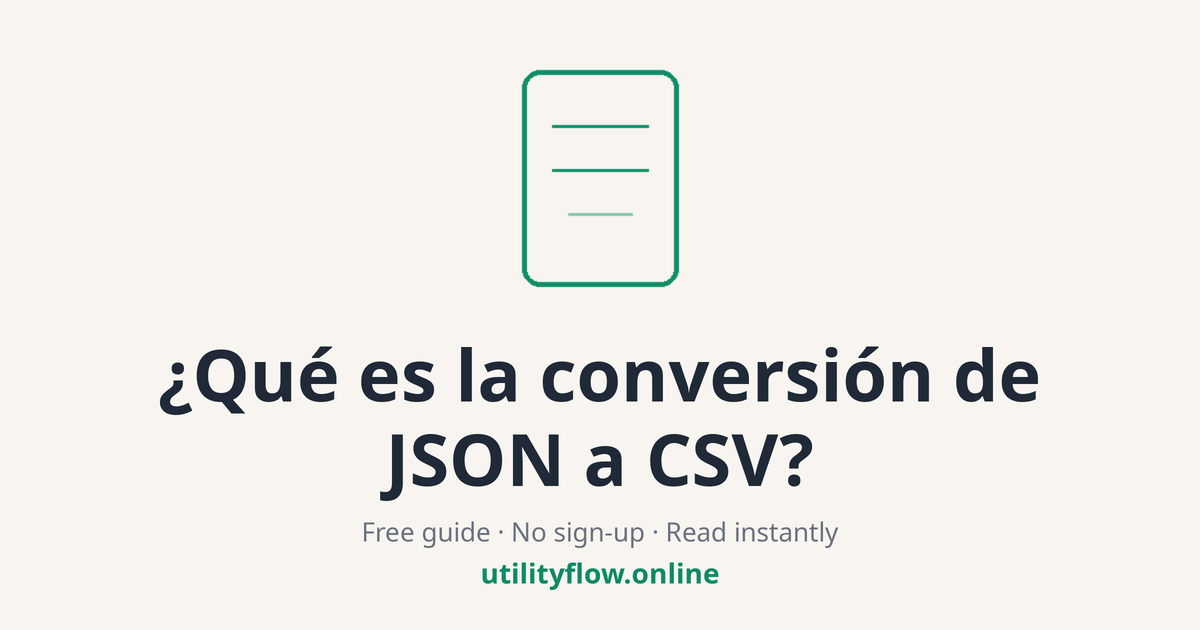 ¿Qué es la conversión de
JSON a CSV?
Free guide · No sign-up · Read instantly
utilityflow.online